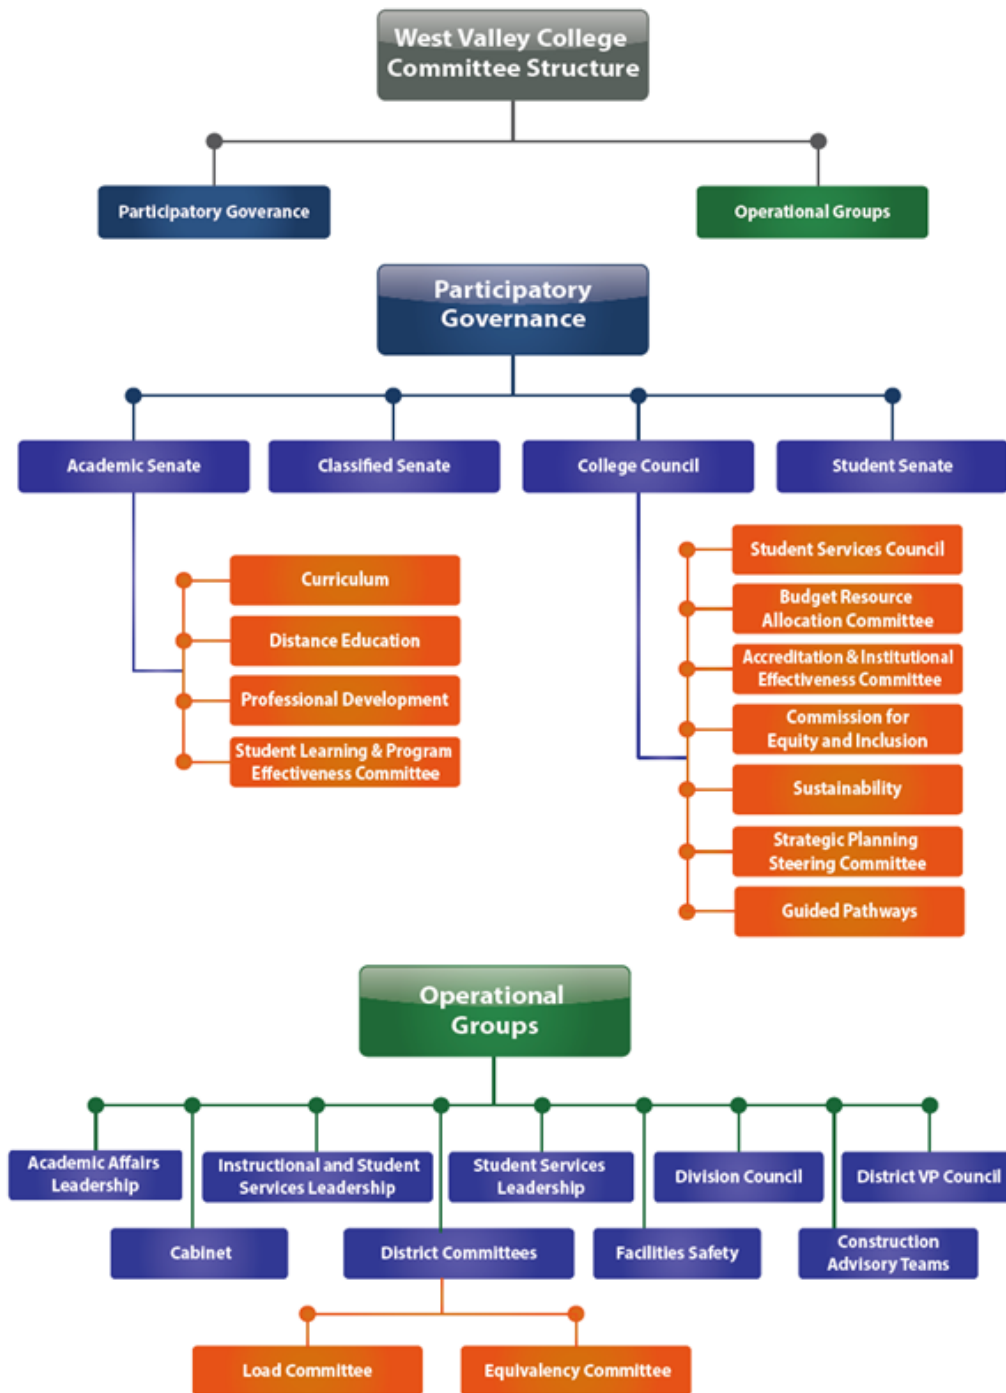 West Valley College
Committee Structure
Participatory Goverance
Operational Groups
Participatory
Governance
Academic Senate
Classified Senate
College Council
Student Senate
Curriculum
Distance Education
Professional Development
Student Learning & Program
Effectiveness Committee
Student Services Council
Budget Resource
Allocation Committee
Accreditation & Institutional
Effectiveness Committee
Commission for
Equity and Inclusion
Sustainability
Strategic Planning
Steering Committee
Guided Pathways
Operational
Groups
Academic Affairs
Leadership
Instructional and Student
Services Leadership
Student Services
Leadership
Division Council
District VP Council
Cabinet
District Committees
Facilities Safety
Construction
Advisory Teams
Load Committee
Equivalency Committee